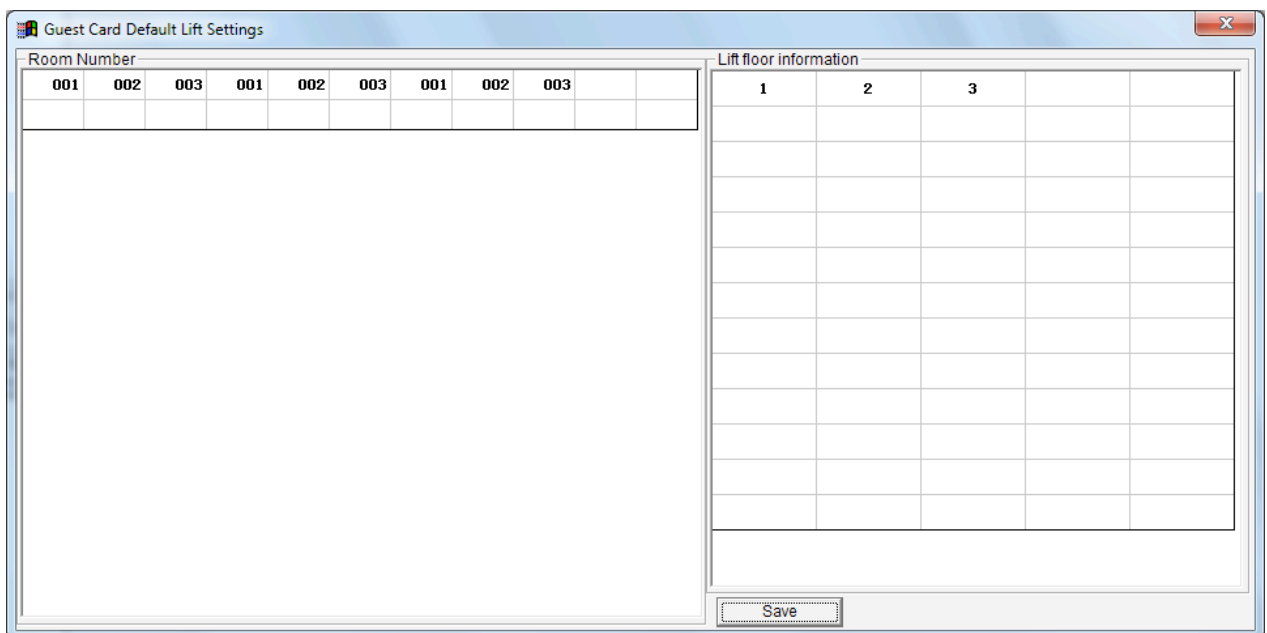 Guest Card Default Lift Settings
Room Number
001 002 003 001 002 003 001 002 003
Lift floor information
1 2 3
Save